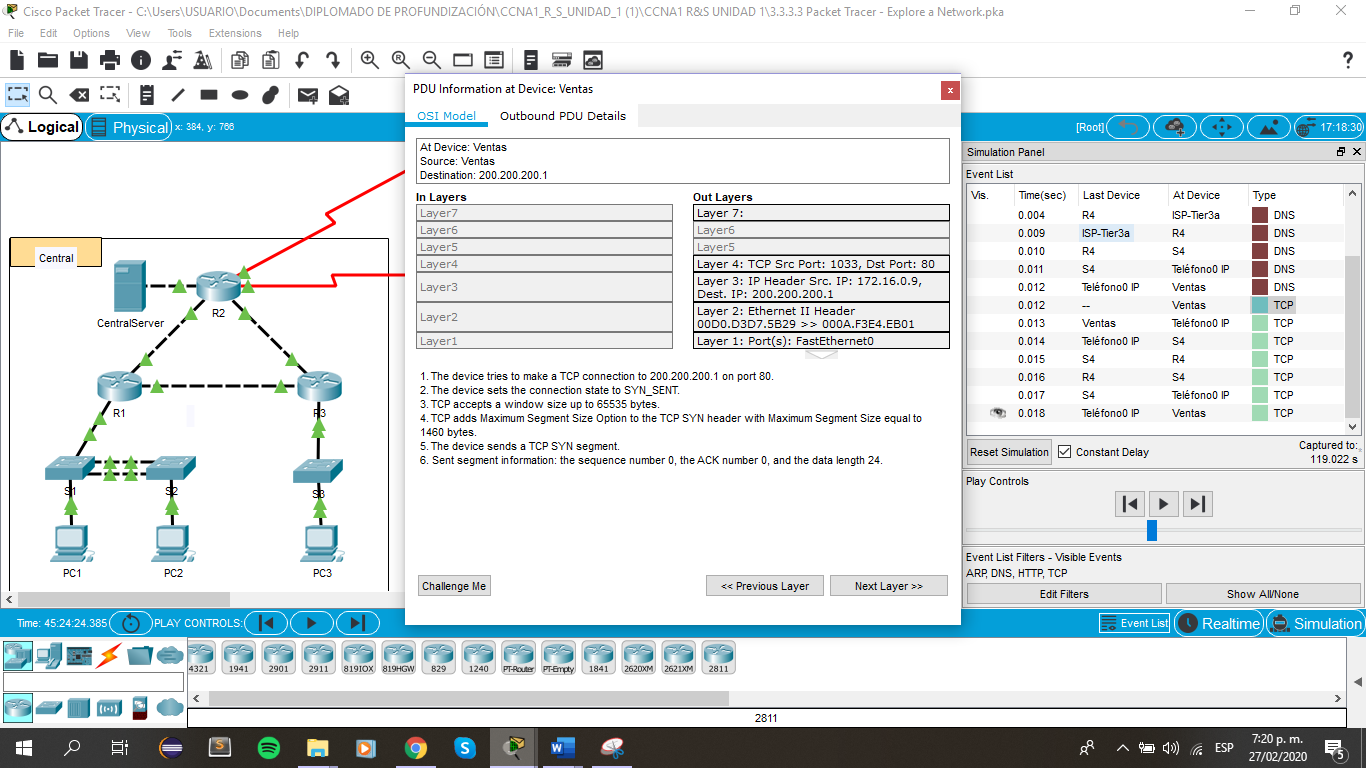 Cisco Packet Tracer - C:\Users\USUARIO\Documents\DIPLOMADO DE PROFUNDIZACIÓN\CCNA1_R_S_UNIDAD_1 (1)\CCNA1 R&S UNIDAD 1\3.3.3.3 Packet Tracer - Explore a Network.pka
File Edit Options View Tools Extensions Help
Logical Physical x: 384, y: 766
[Root] 17:18:30
Central
CentralServer
R2
R1
R3
S1
S2
S3
PC1
PC2
PC3
PDU Information at Device: Ventas
x
OSI Model Outbound PDU Details
At Device: Ventas
Source: Ventas
Destination: 200.200.200.1
In Layers
Layer7
Layer6
Layer5
Layer4
Layer3
Layer2
Layer1
Out Layers
Layer 7:
Layer6
Layer5
Layer 4: TCP Src Port: 1033, Dst Port: 80
Layer 3: IP Header Src. IP: 172.16.0.9,
Dest. IP: 200.200.200.1
Layer 2: Ethernet II Header
00D0.D3D7.5B29 >> 000A.F3E4.EB01
Layer 1: Port(s): FastEthernet0
1. The device tries to make a TCP connection to 200.200.200.1 on port 80.
2. The device sets the connection state to SYN_SENT.
3. TCP accepts a window size up to 65535 bytes.
4. TCP adds Maximum Segment Size Option to the TCP SYN header with Maximum Segment Size equal to
1460 bytes.
5. The device sends a TCP SYN segment.
6. Sent segment information: the sequence number 0, the ACK number 0, and the data length 24.
Challenge Me << Previous Layer Next Layer >>
Simulation Panel
Event List
Vis. Time(sec) Last Device At Device Type
0.004 R4 ISP-Tier3a DNS
0.009 ISP-Tier3a R4 DNS
0.010 R4 S4 DNS
0.011 S4 Teléfono0 IP DNS
0.012 Teléfono0 IP Ventas DNS
0.012 -- Ventas TCP
0.013 Ventas Teléfono0 IP TCP
0.014 Teléfono0 IP S4 TCP
0.015 S4 R4 TCP
0.016 R4 S4 TCP
0.017 S4 Teléfono0 IP TCP
0.018 Teléfono0 IP Ventas TCP
Reset Simulation Constant Delay Captured to:
119.022 s
Play Controls
Event List Filters - Visible Events
ARP, DNS, HTTP, TCP
Edit Filters Show All/None
Time: 45:24:24.385 PLAY CONTROLS: Event List Realtime Simulation
4321 1941 2901 2911 819IOX 819HGW 829 1240 PT-Router PT-Empty 1841 2620XM 2621XM 2811
2811
ESP 7:20 p. m.
27/02/2020
5